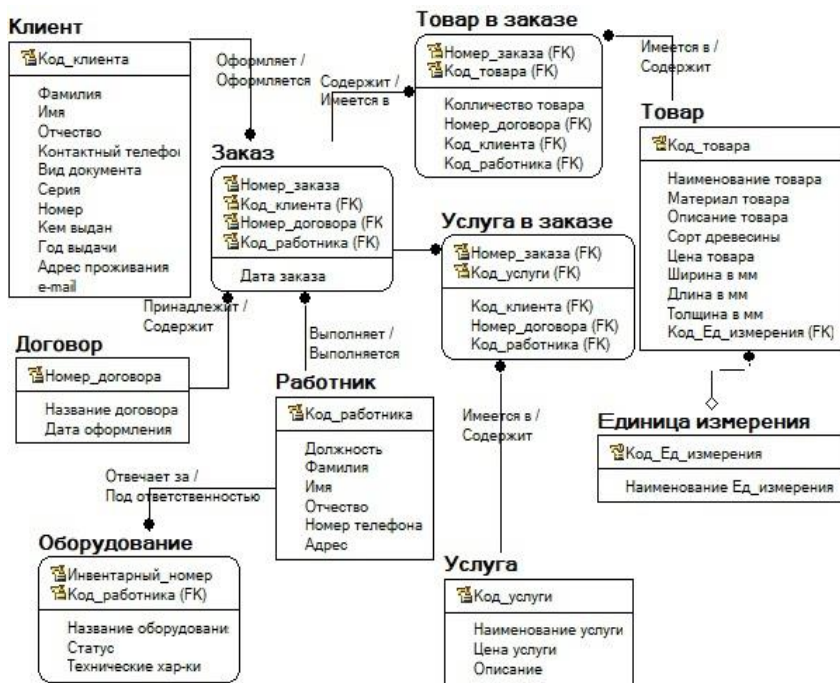 Клиент
Код_клиента
Фамилия
Имя
Отчество
Контактный телефо
Вид документа
Серия
Номер
Кем выдан
Год выдачи
Адрес проживания
e-mail
Оформляет /
Оформляется
Содержит /
Имеется в
Товар в заказе
Номер_заказа (FK)
Код_товара (FK)
Колличество товара
Номер_договора (FK)
Код_клиента (FK)
Код_работника (FK)
Имеется в /
Содержит
Товар
Код_товара
Наименование товара
Материал товара
Описание товара
Сорт древесины
Цена товара
Ширина в мм
Длина в мм
Толщина в мм
Код_Ед_измерения (FK)
Заказ
Номер_заказа
Код_клиента (FK)
Номер_договора (FK
Код_работника (FK)
Дата заказа
Услуга в заказе
Номер_заказа (FK)
Код_услуги (FK)
Код_клиента (FK)
Номер_договора (FK)
Код_работника (FK)
Принадлежит /
Содержит
Выполняет /
Выполняется
Договор
Номер_договора
Название договора
Дата оформления
Работник
Код_работника
Должность
Фамилия
Имя
Отчество
Номер телефона
Адрес
Имеется в /
Содержит
Единица измерения
Код_Ед_измерения
Наименование Ед_измерения
Отвечает за /
Под ответственностью
Оборудование
Инвентарный_номер
Код_работника (FK)
Название оборудовани
Статус
Технические хар-ки
Услуга
Код_услуги
Наименование услуги
Цена услуги
Описание